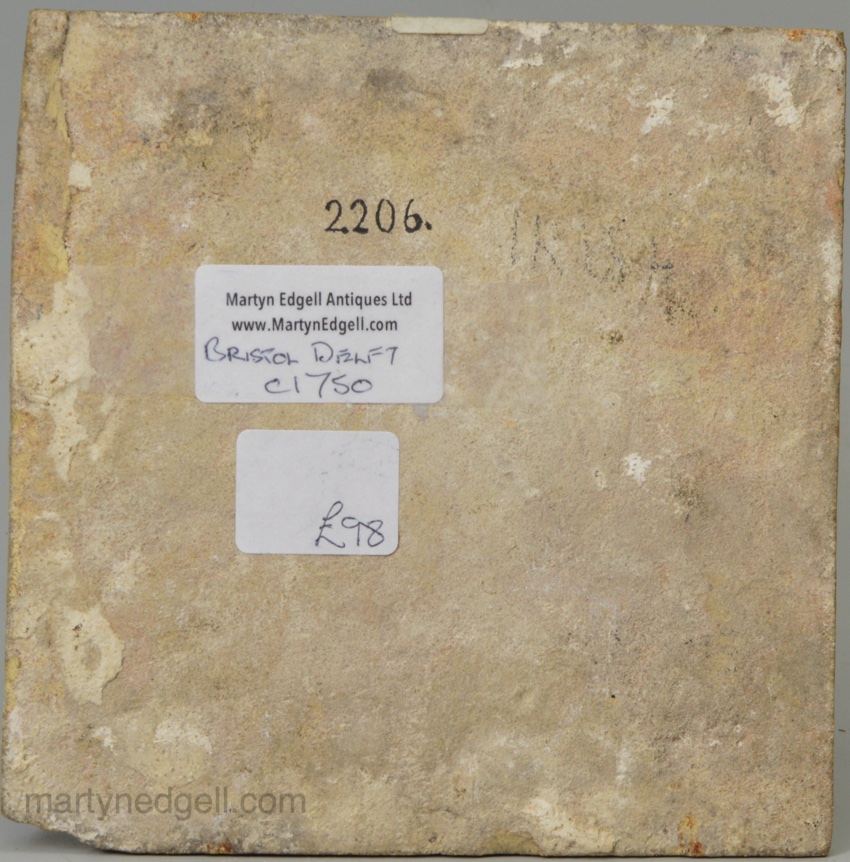 2206.
Martyn Edgell Antiques Ltd
www.MartynEdgell.com
BRISTOL DELFT
C1750
£98
martynedgell.com